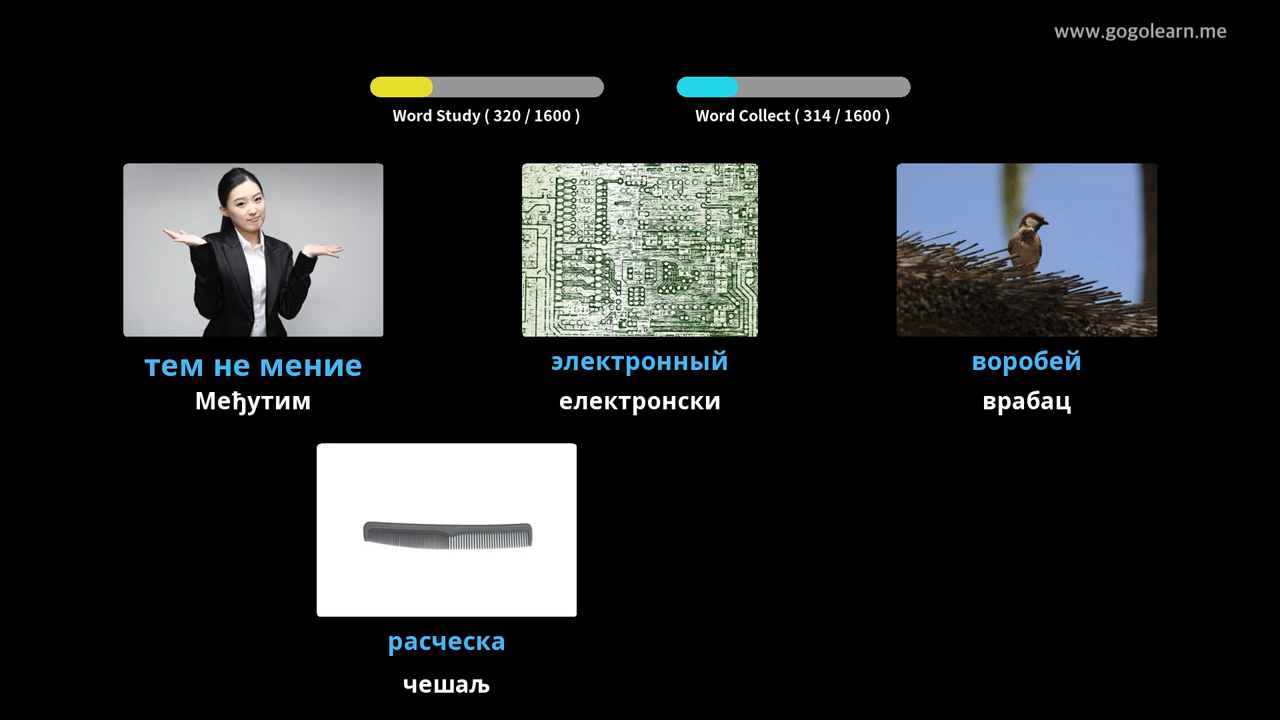 www.gogolearn.me
Word Study ( 320 / 1600 )
Word Collect ( 314 / 1600 )
тем не мение
Међутим
электронный
електронски
воробей
врабац
расческа
чешаљ